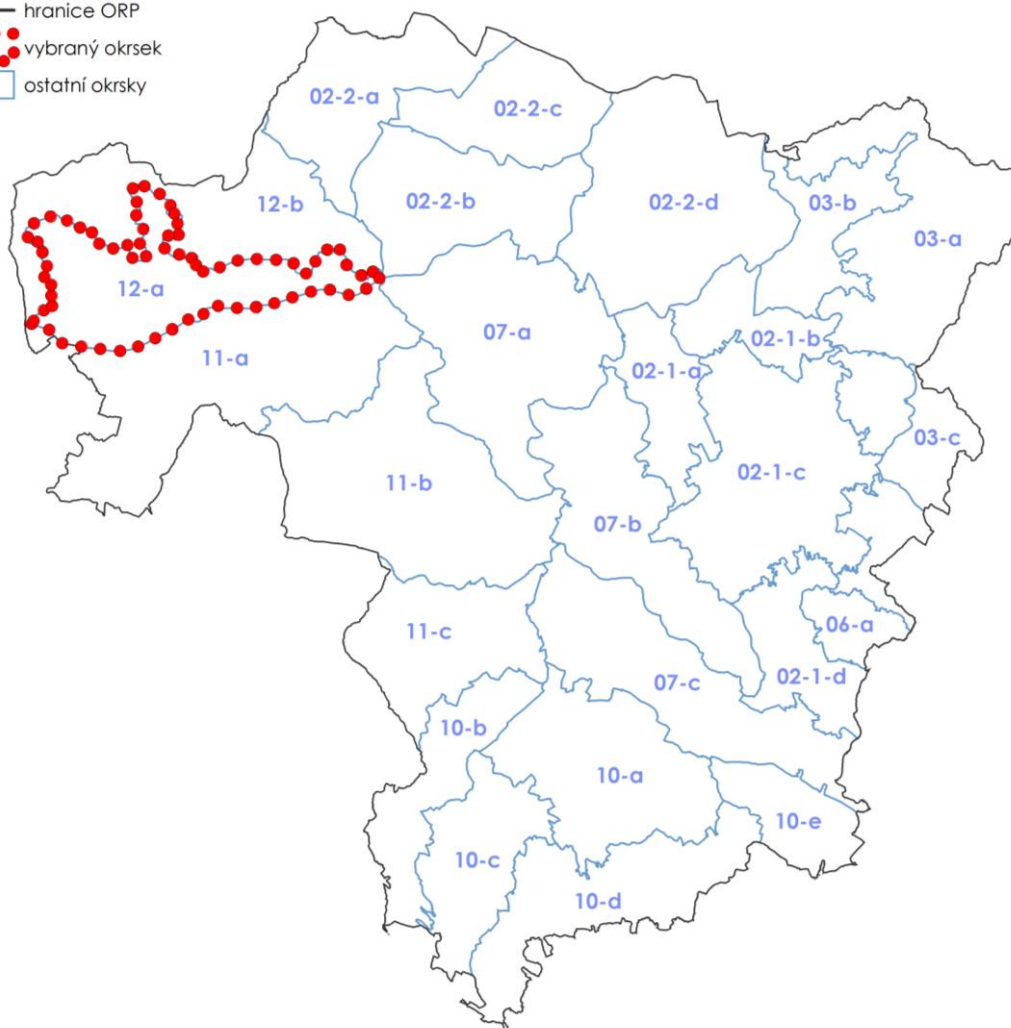 hranice ORP
vybraný okrsek
ostatní okrsky
02-2-a
02-2-c
12-b
02-2-b
02-2-d
03-b
03-a
12-a
07-a
02-1-b
11-a
02-1-a
03-c
11-b
02-1-c
07-b
11-c
06-a
02-1-d
07-c
10-b
10-a
10-e
10-c
10-d